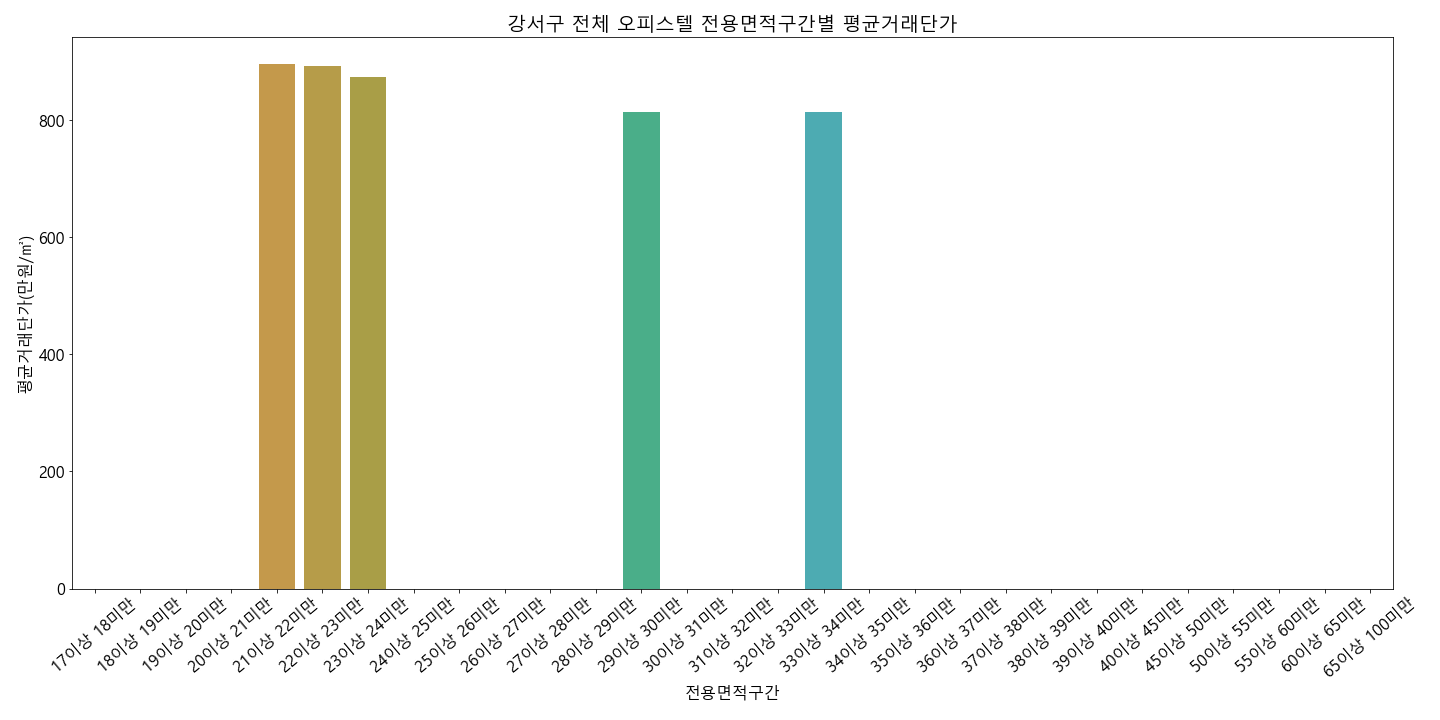 강서구 전체 오피스텔 전용면적구간별 평균거래단가
평균거래단가(만원/㎡)
800
600
400
200
0
17이상 18미만
18이상 19미만
19이상 20미만
20이상 21미만
21이상 22미만
22이상 23미만
23이상 24미만
24이상 25미만
25이상 26미만
26이상 27미만
27이상 28미만
28이상 29미만
29이상 30미만
30이상 31미만
31이상 32미만
32이상 33미만
33이상 34미만
34이상 35미만
35이상 36미만
36이상 37미만
37이상 38미만
38이상 39미만
39이상 40미만
40이상 45미만
45이상 50미만
50이상 55미만
55이상 60미만
60이상 65미만
65이상 100미만
전용면적구간